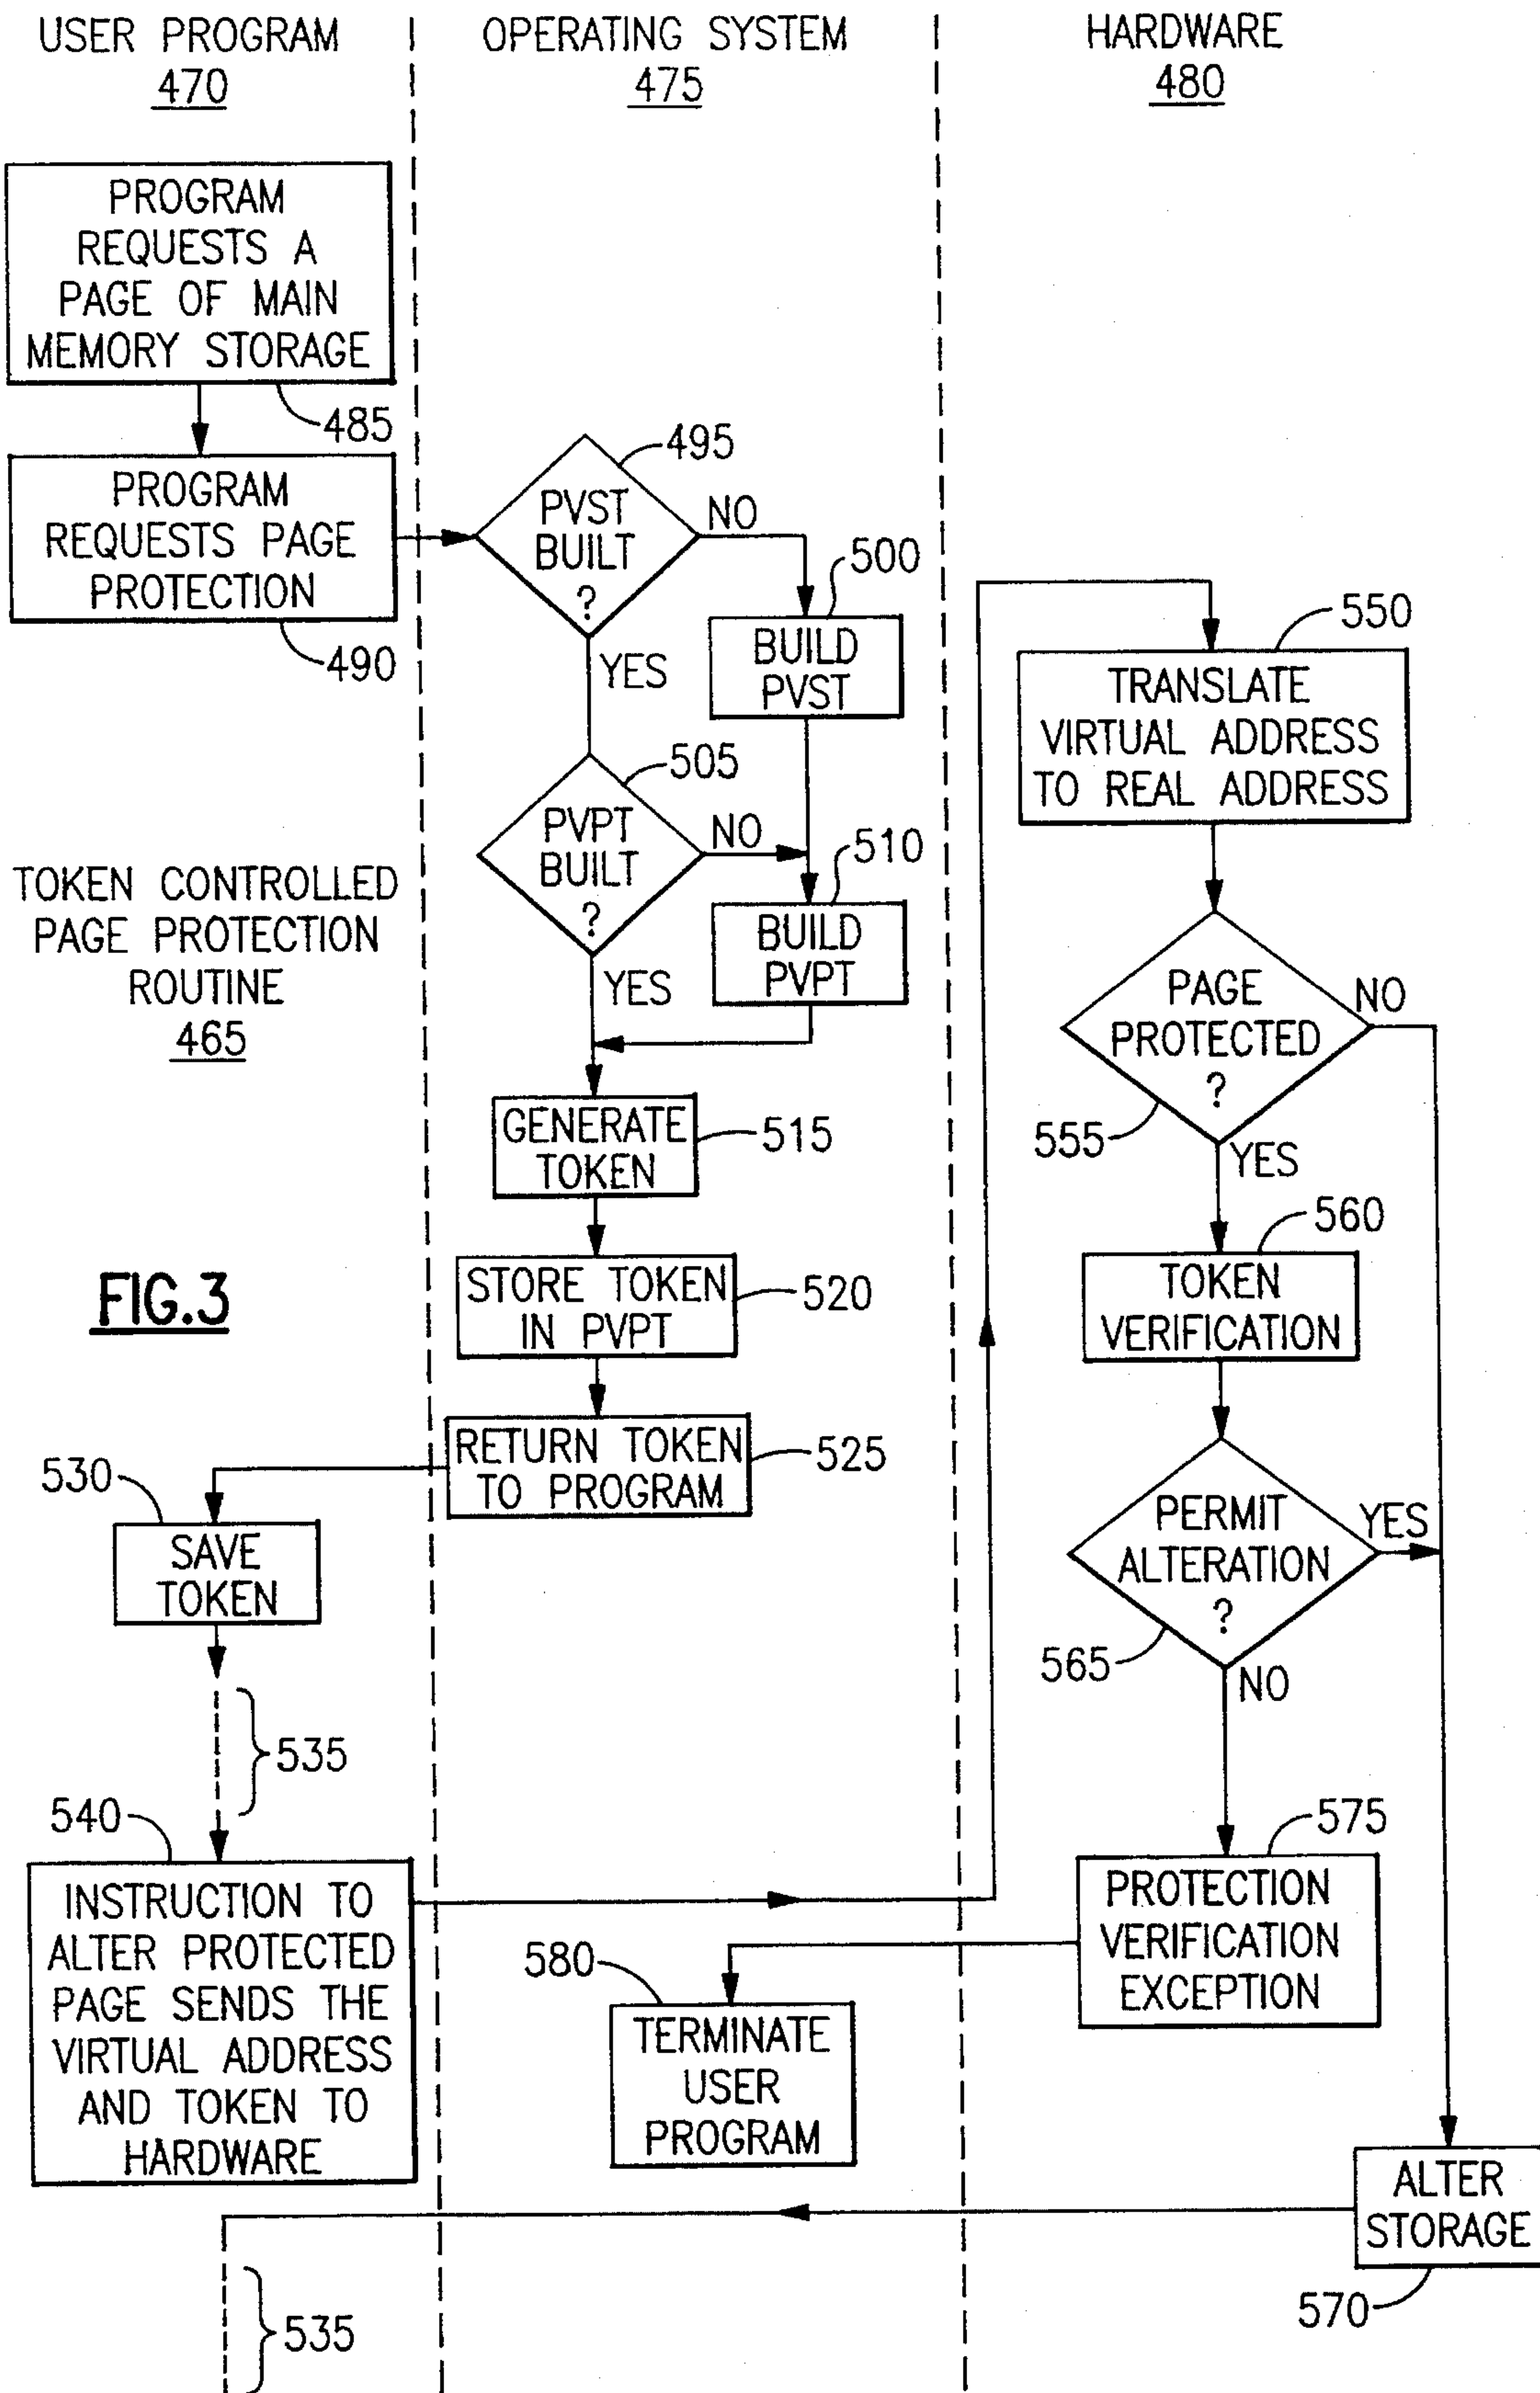 USER PROGRAM
470
OPERATING SYSTEM
475
HARDWARE
480
PROGRAM
REQUESTS A
PAGE OF MAIN
MEMORY STORAGE
485
PROGRAM
REQUESTS PAGE
PROTECTION
490
495
PVST
BUILT
?
NO
YES
500
BUILD
PVST
505
PVPT
BUILT
?
NO
YES
510
BUILD
PVPT
TOKEN CONTROLLED
PAGE PROTECTION
ROUTINE
465
GENERATE
TOKEN
515
STORE TOKEN
IN PVPT
520
FIG.3
RETURN TOKEN
TO PROGRAM
525
530
SAVE
TOKEN
535
540
INSTRUCTION TO
ALTER PROTECTED
PAGE SENDS THE
VIRTUAL ADDRESS
AND TOKEN TO
HARDWARE
550
TRANSLATE
VIRTUAL ADDRESS
TO REAL ADDRESS
PAGE
PROTECTED
?
NO
555
YES
560
TOKEN
VERIFICATION
PERMIT
ALTERATION
?
YES
565
NO
575
PROTECTION
VERIFICATION
EXCEPTION
580
TERMINATE
USER
PROGRAM
ALTER
STORAGE
570
535